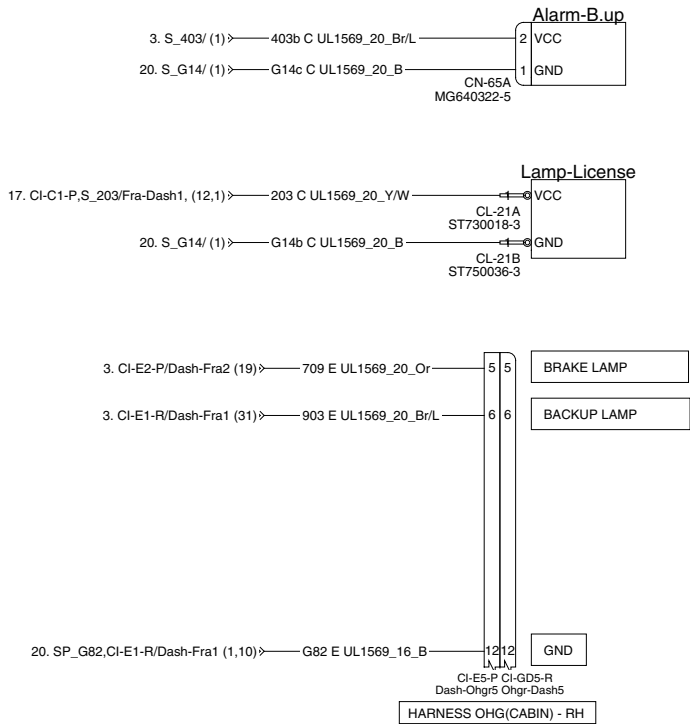 Alarm-B.up
3. S_403/ (1) 403b C UL1569_20_Br/L 2 VCC
20. S_G14/ (1) G14c C UL1569_20_B 1 GND
CN-65A
MG640322-5
Lamp-License
17. CI-C1-P,S_203/Fra-Dash1, (12,1) 203 C UL1569_20_Y/W 1 VCC
CL-21A
ST730018-3
20. S_G14/ (1) G14b C UL1569_20_B 1 GND
CL-21B
ST750036-3
3. CI-E2-P/Dash-Fra2 (19) 709 E UL1569_20_Or 5 5 BRAKE LAMP
3. CI-E1-R/Dash-Fra1 (31) 903 E UL1569_20_Br/L 6 6 BACKUP LAMP
20. SP_G82,CI-E1-R/Dash-Fra1 (1,10) G82 E UL1569_16_B 12 12 GND
CI-E5-P CI-GD5-R
Dash-Ohgr5 Ohgr-Dash5
HARNESS OHG(CABIN) - RH